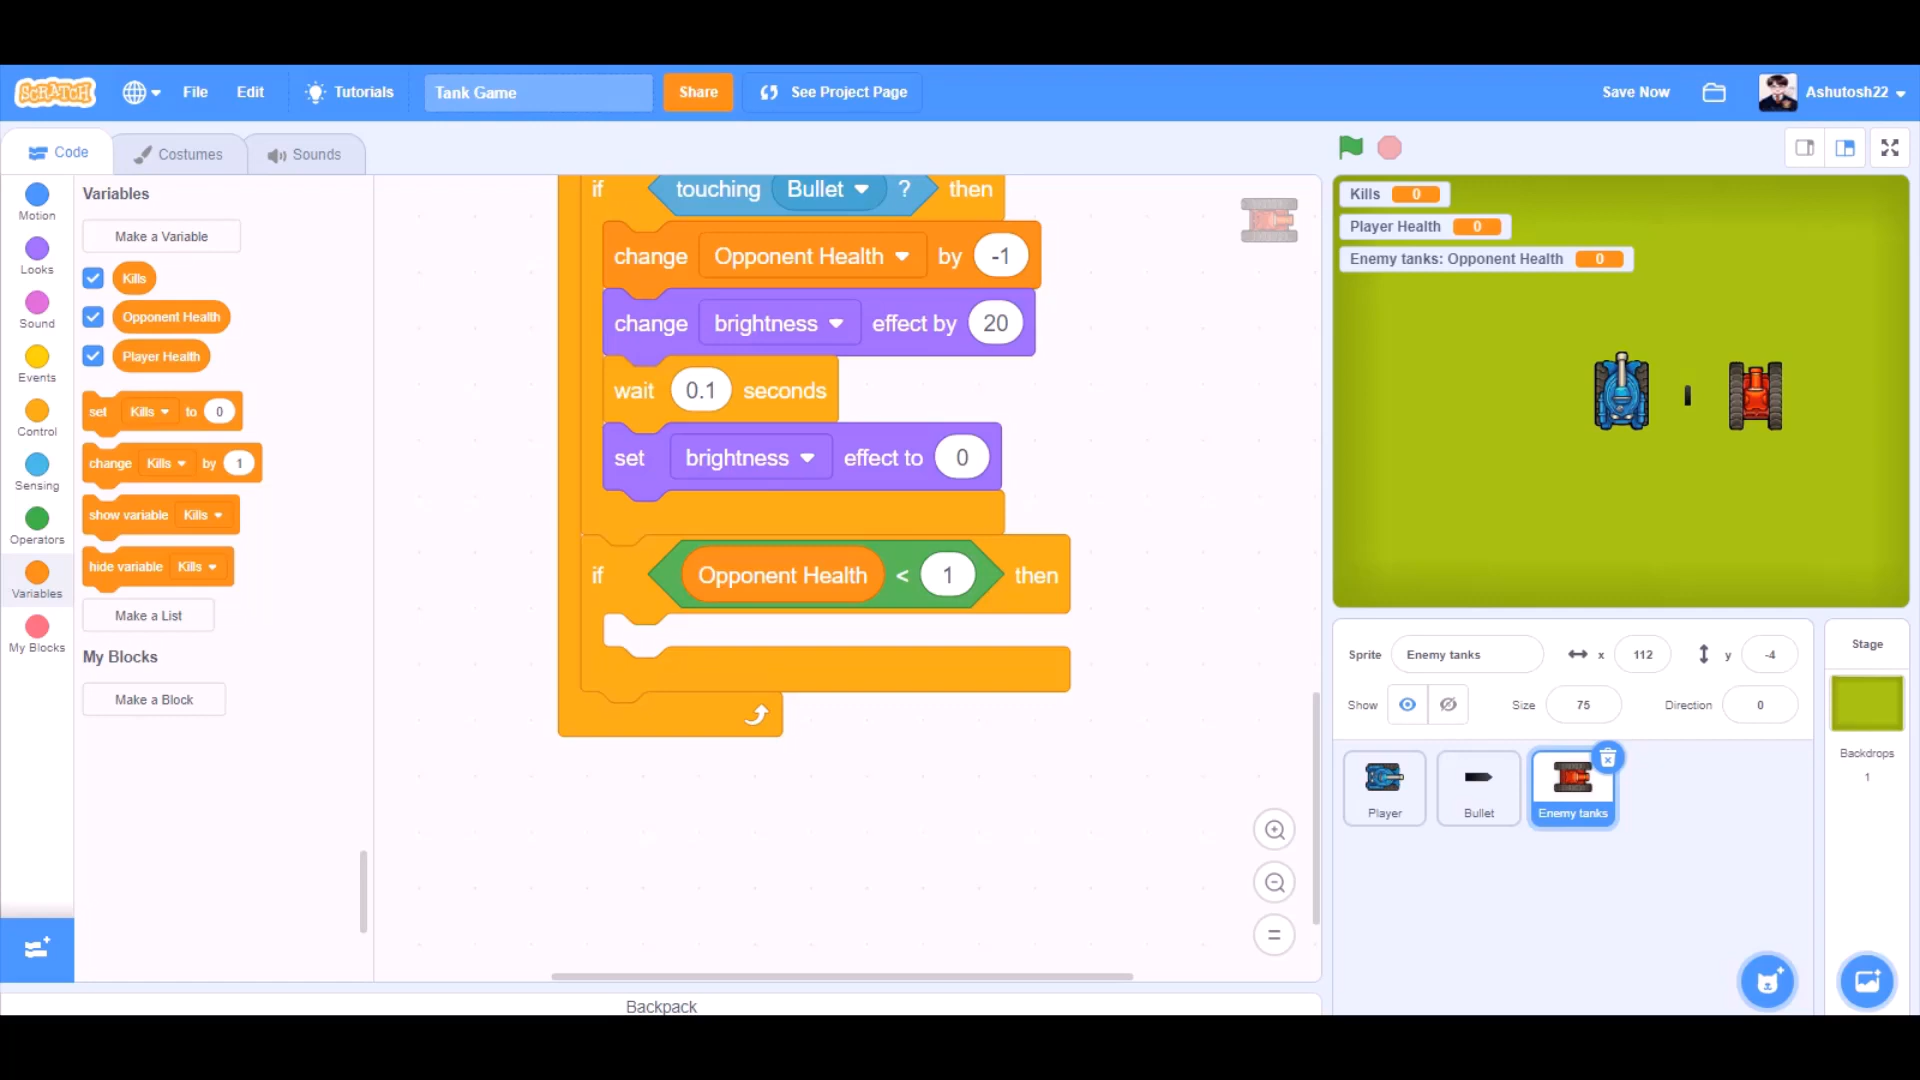 SCRATCH
File
Edit
Tutorials
Tank Game
Share
See Project Page
Save Now
Ashutosh22
Code
Costumes
Sounds
Motion
Looks
Sound
Events
Control
Sensing
Operators
Variables
My Blocks
Variables
Make a Variable
Kills
Opponent Health
Player Health
set Kills to 0
change Kills by 1
show variable Kills
hide variable Kills
Make a List
My Blocks
Make a Block
if touching Bullet ? then
change Opponent Health by -1
change brightness effect by 20
wait 0.1 seconds
set brightness effect to 0
if Opponent Health < 1 then
Backpack
Kills 0
Player Health 0
Enemy tanks: Opponent Health 0
Sprite Enemy tanks x 112 y -4
Show Size 75 Direction 0
Player
Bullet
Enemy tanks
Stage
Backdrops
1